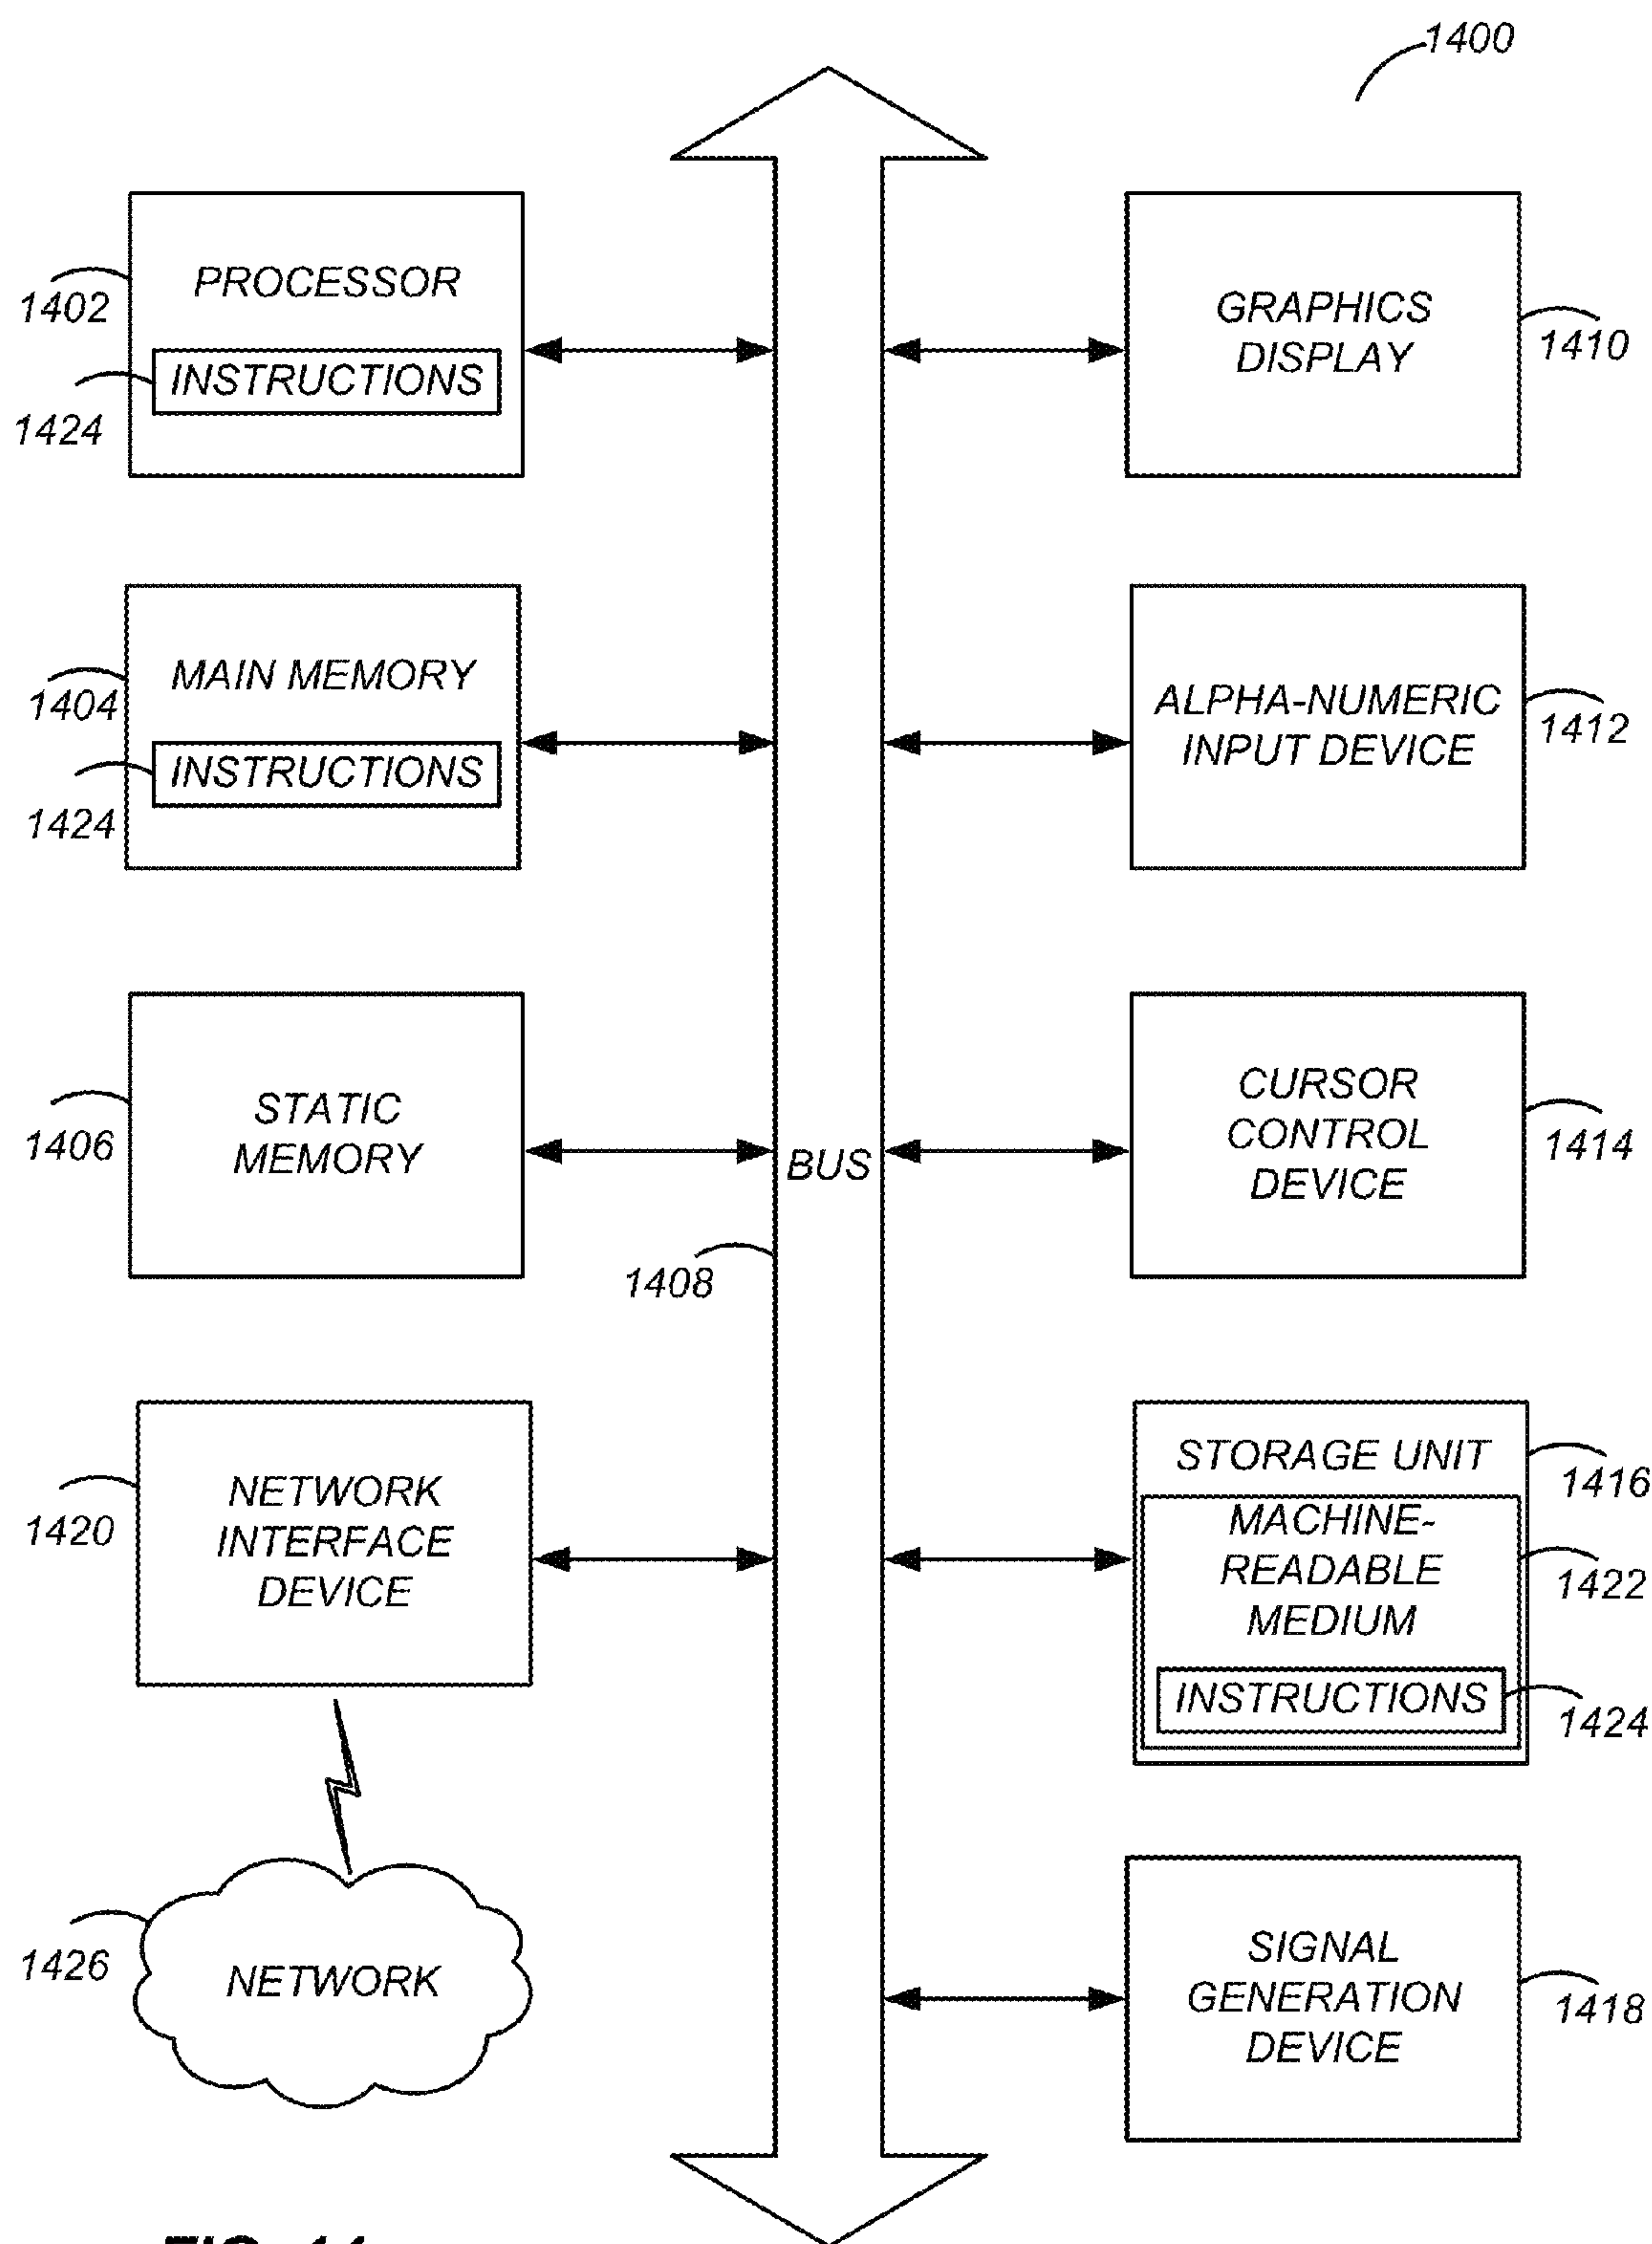 1400
PROCESSOR
1402
INSTRUCTIONS
1424
GRAPHICS
DISPLAY
1410
MAIN MEMORY
1404
INSTRUCTIONS
1424
ALPHA-NUMERIC
INPUT DEVICE
1412
STATIC
MEMORY
1406
BUS
1408
CURSOR
CONTROL
DEVICE
1414
NETWORK
INTERFACE
DEVICE
1420
STORAGE UNIT
1416
MACHINE-
READABLE
MEDIUM
1422
INSTRUCTIONS
1424
NETWORK
1426
SIGNAL
GENERATION
DEVICE
1418